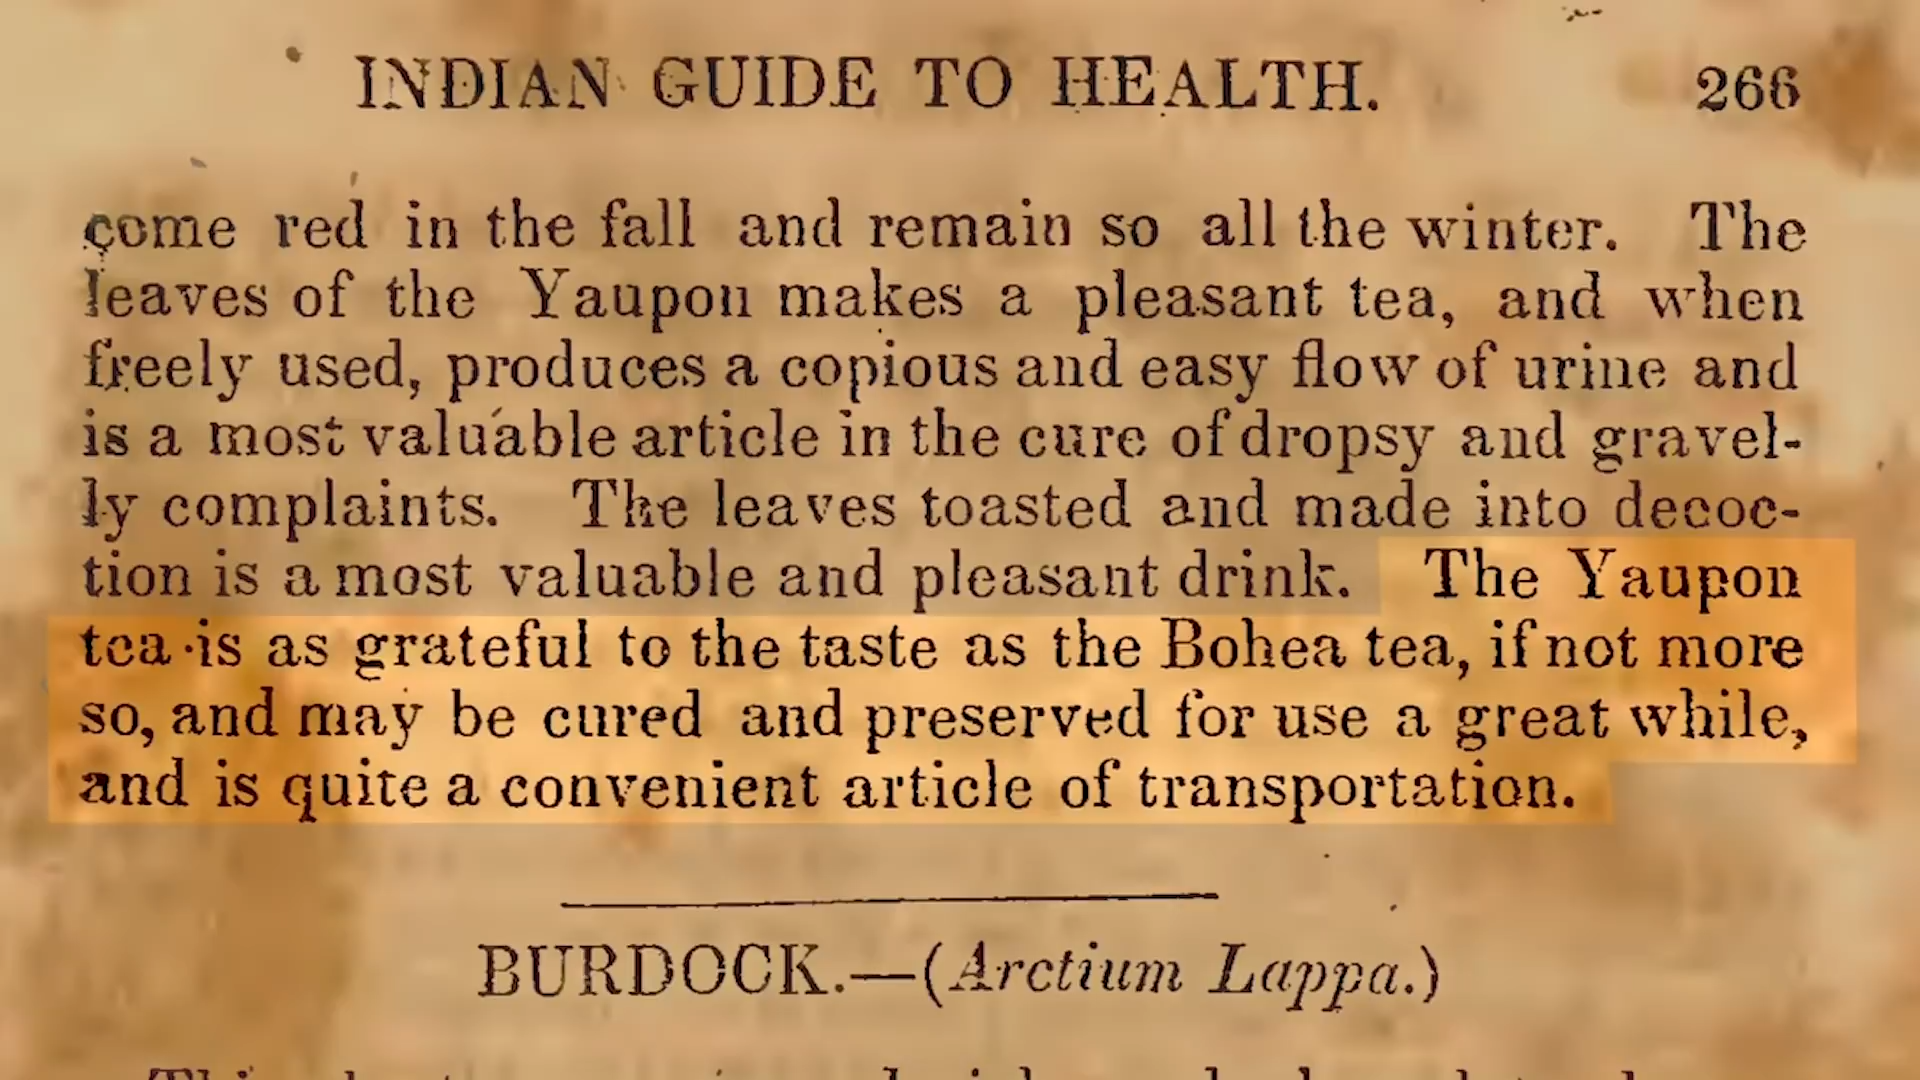 INDIAN GUIDE TO HEALTH. 266
come red in the fall and remain so all the winter. The
leaves of the Yaupon makes a pleasant tea, and when
freely used, produces a copious and easy flow of urine and
is a most valuable article in the cure of dropsy and gravel-
ly complaints. The leaves toasted and made into decoc-
tion is a most valuable and pleasant drink. The Yaupon
tea is as grateful to the taste as the Bohea tea, if not more
so, and may be cured and preserved for use a great while,
and is quite a convenient article of transportation.
BURDOCK.—(Arctium Lappa.)